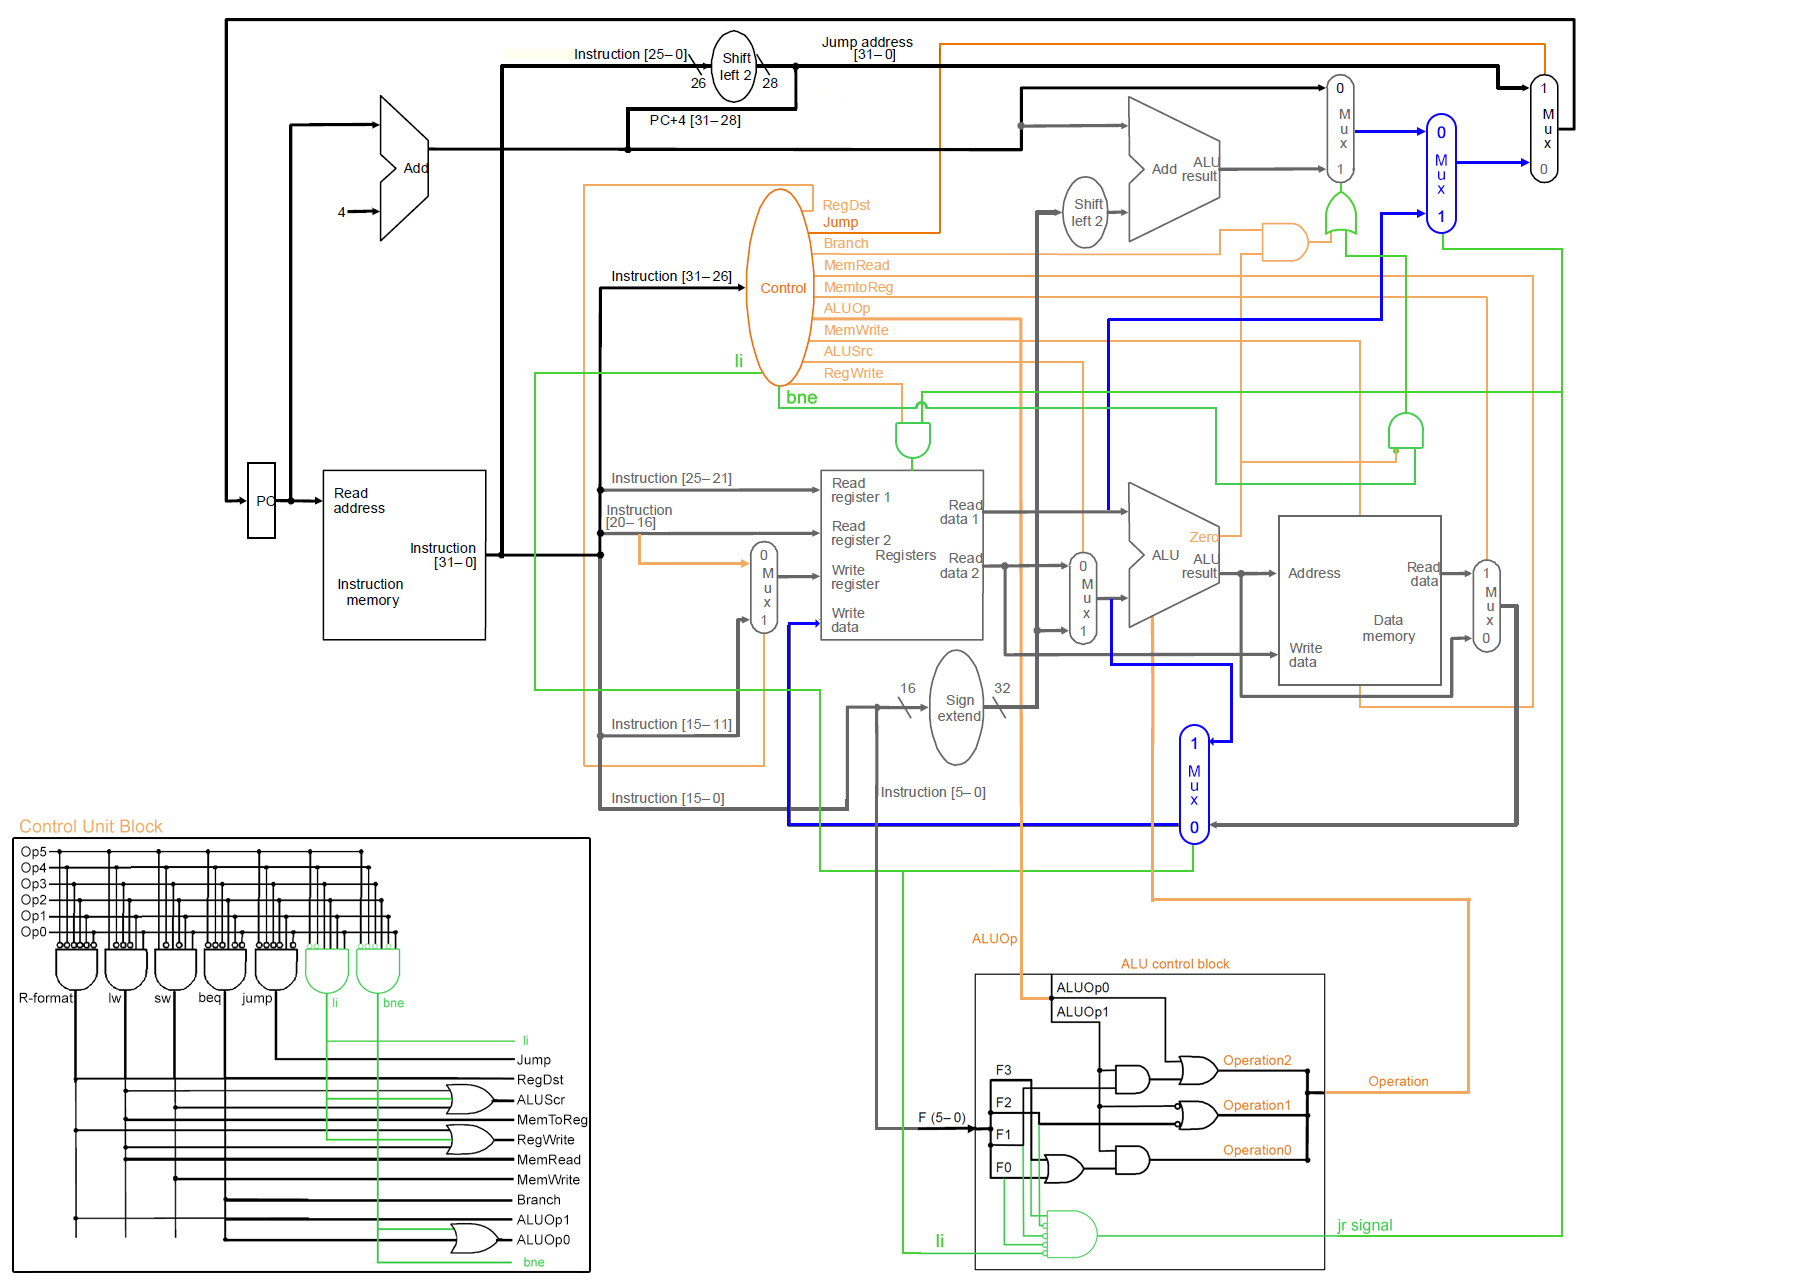 Instruction [25–0]
Shift
left 2
26
28
Jump address
[31–0]
PC+4 [31–28]
Add
4
0
M
u
x
1
Add
ALU
result
Shift
left 2
0
M
u
x
1
1
M
u
x
0
Instruction [31–26]
Control
RegDst
Jump
Branch
MemRead
MemtoReg
ALUOp
MemWrite
ALUSrc
RegWrite
li
bne
PC
Read
address
Instruction
[31–0]
Instruction
memory
Instruction [25–21]
Instruction
[20–16]
0
M
u
x
1
Read
register 1
Read
register 2
Write
register
Write
data
Registers
Read
data 1
Read
data 2
0
M
u
x
1
Zero
ALU
ALU
result
Address
Read
data
Data
memory
Write
data
1
M
u
x
0
16
Sign
extend
32
Instruction [15–11]
Instruction [15–0]
Instruction [5–0]
1
M
u
x
0
Control Unit Block
Op5
Op4
Op3
Op2
Op1
Op0
R-format
lw
sw
beq
jump
li
bne
li
Jump
RegDst
ALUScr
MemToReg
RegWrite
MemRead
MemWrite
Branch
ALUOp1
ALUOp0
bne
ALUOp
ALU control block
ALUOp0
ALUOp1
F3
F2
F1
F0
F (5–0)
Operation2
Operation1
Operation0
Operation
li
jr signal